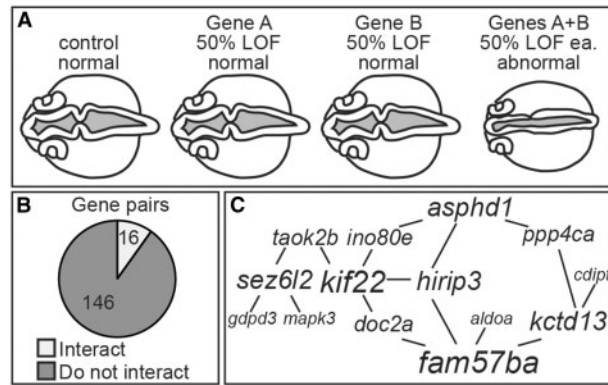 A
control
normal
Gene A
50% LOF
normal
Gene B
50% LOF
normal
Genes A+B
50% LOF ea.
abnormal
B
Gene pairs
16
146
Interact
Do not interact
C
asphd1
taok2b ino80e ppp4ca
sez6l2 kif22 hirip3 cdipt
gdpd3 mapk3 doc2a aldoa kctd13
fam57ba